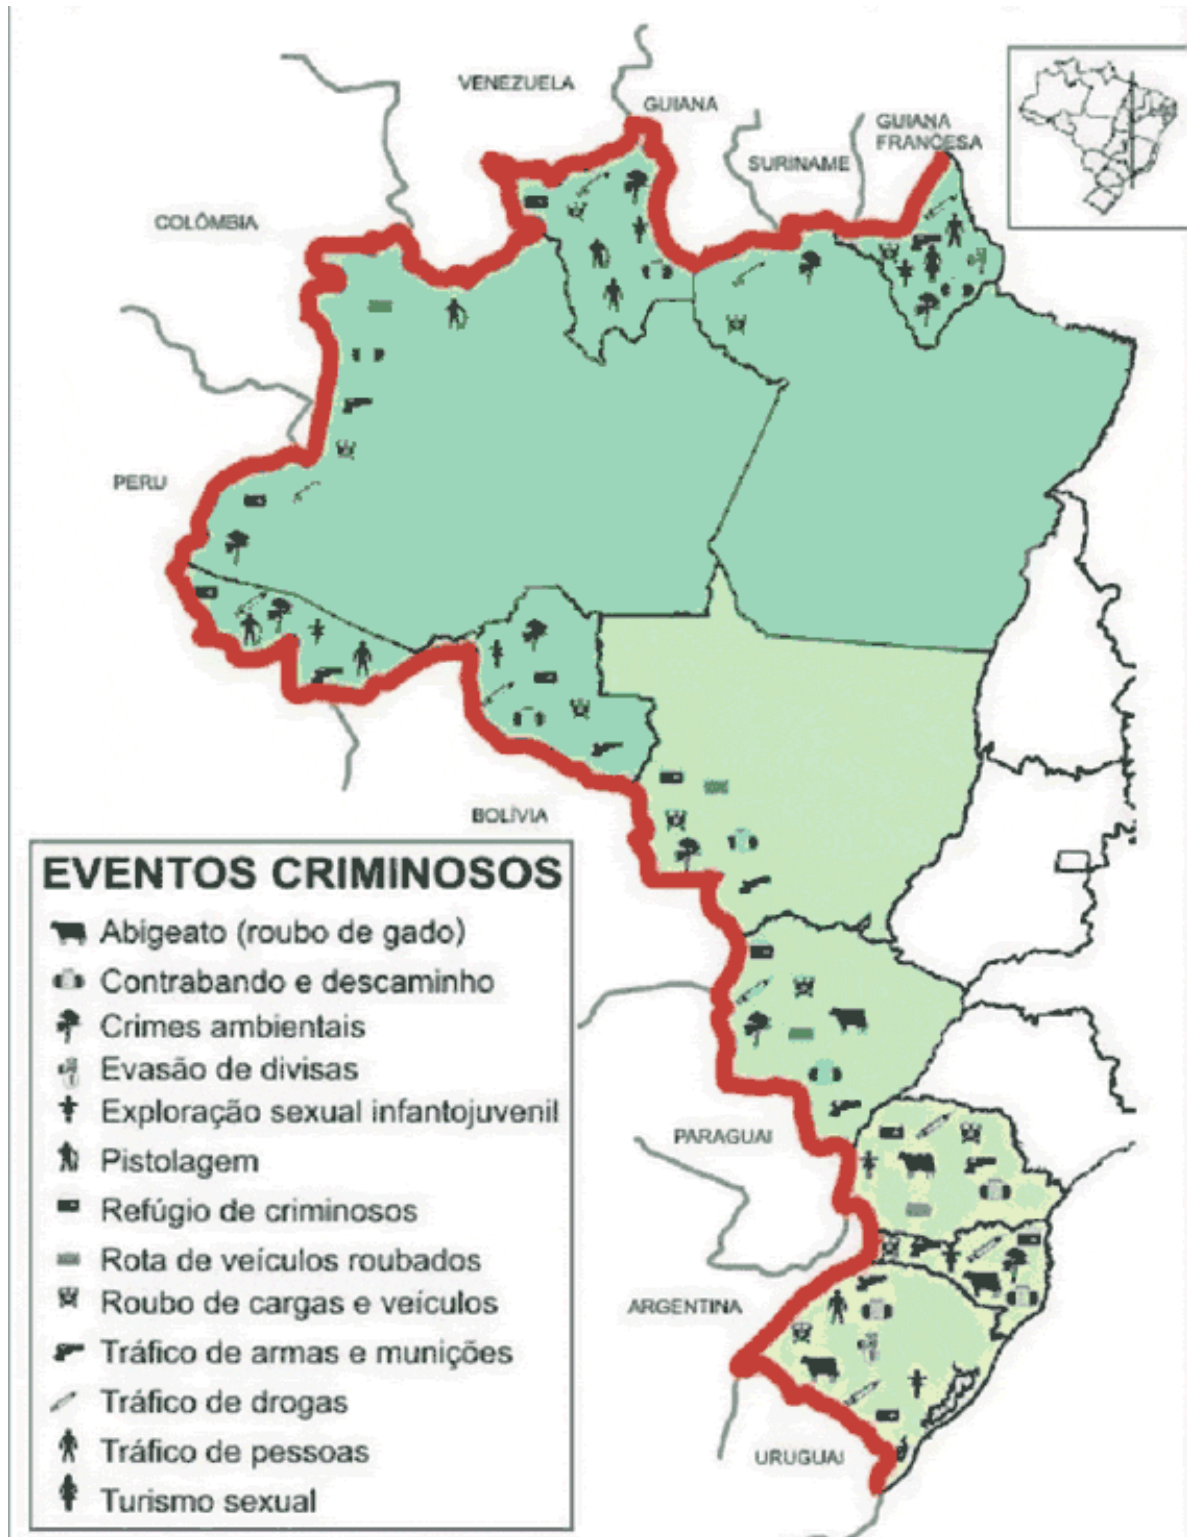 VENEZUELA
GUIANA
GUIANA
FRANCESA
SURINAME
COLÔMBIA
PERU
BOLÍVIA
PARAGUAI
ARGENTINA
URUGUAI
EVENTOS CRIMINOSOS
Abigeato (roubo de gado)
Contrabando e descaminho
Crimes ambientais
Evasão de divisas
Exploração sexual infantojuvenil
Pistolagem
Refúgio de criminosos
Rota de veículos roubados
Roubo de cargas e veículos
Tráfico de armas e munições
Tráfico de drogas
Tráfico de pessoas
Turismo sexual